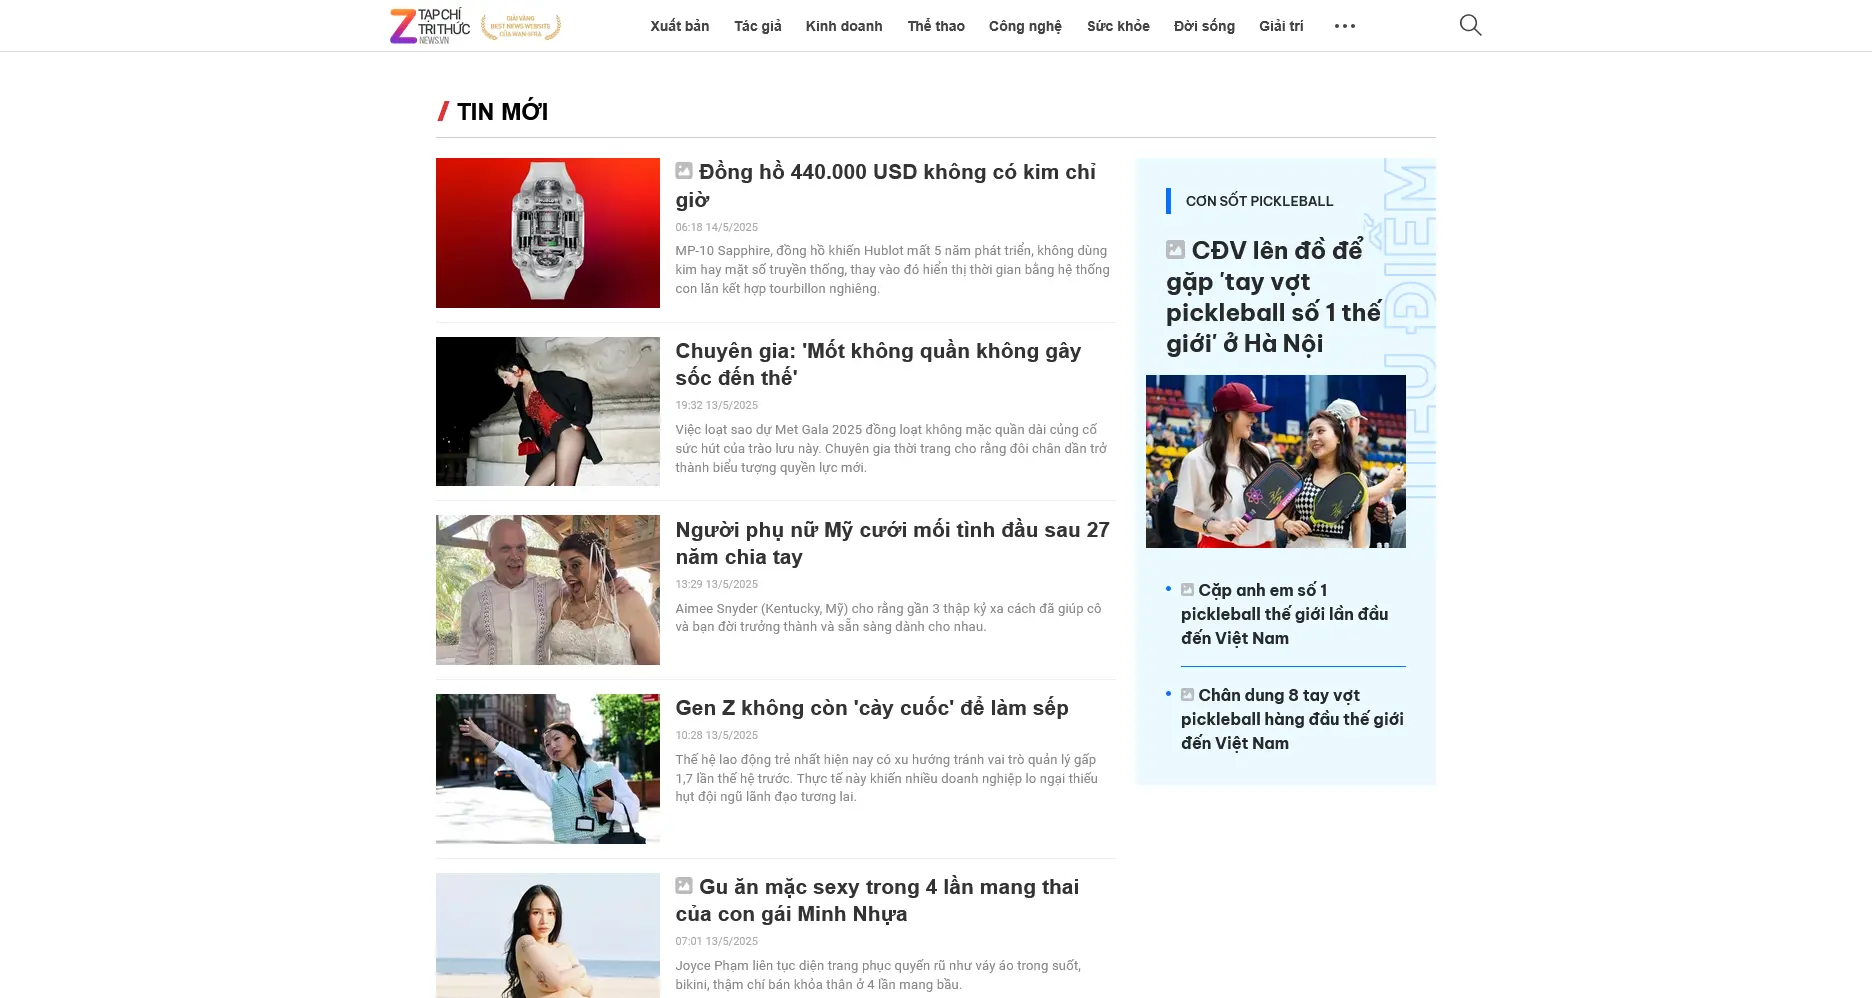 TẠP CHÍ
TRI THỨC
NEWS.VN
GIẢI VÀNG
BEST NEWS WEBSITE
CỦA WAN-IFRA
Xuất bản
Tác giả
Kinh doanh
Thể thao
Công nghệ
Sức khỏe
Đời sống
Giải trí
TIN MỚI
Đồng hồ 440.000 USD không có kim chỉ
giờ
06:18 14/5/2025
MP-10 Sapphire, đồng hồ khiến Hublot mất 5 năm phát triển, không dùng
kim hay mặt số truyền thống, thay vào đó hiển thị thời gian bằng hệ thống
con lăn kết hợp tourbillon nghiêng.
Chuyên gia: 'Mốt không quần không gây
sốc đến thế'
19:32 13/5/2025
Việc loạt sao dự Met Gala 2025 đồng loạt không mặc quần dài củng cố
sức hút của trào lưu này. Chuyên gia thời trang cho rằng đôi chân dần trở
thành biểu tượng quyền lực mới.
Người phụ nữ Mỹ cưới mối tình đầu sau 27
năm chia tay
13:29 13/5/2025
Aimee Snyder (Kentucky, Mỹ) cho rằng gần 3 thập kỷ xa cách đã giúp cô
và bạn đời trưởng thành và sẵn sàng dành cho nhau.
Gen Z không còn 'cày cuốc' để làm sếp
10:28 13/5/2025
Thế hệ lao động trẻ nhất hiện nay có xu hướng tránh vai trò quản lý gấp
1,7 lần thế hệ trước. Thực tế này khiến nhiều doanh nghiệp lo ngại thiếu
hụt đội ngũ lãnh đạo tương lai.
Gu ăn mặc sexy trong 4 lần mang thai
của con gái Minh Nhựa
07:01 13/5/2025
Joyce Phạm liên tục diện trang phục quyến rũ như váy áo trong suốt,
bikini, thậm chí bán khỏa thân ở 4 lần mang bầu.
TIÊU ĐIỂM
CƠN SỐT PICKLEBALL
CĐV lên đồ để
gặp 'tay vợt
pickleball số 1 thế
giới' ở Hà Nội
Cặp anh em số 1
pickleball thế giới lần đầu
đến Việt Nam
Chân dung 8 tay vợt
pickleball hàng đầu thế giới
đến Việt Nam